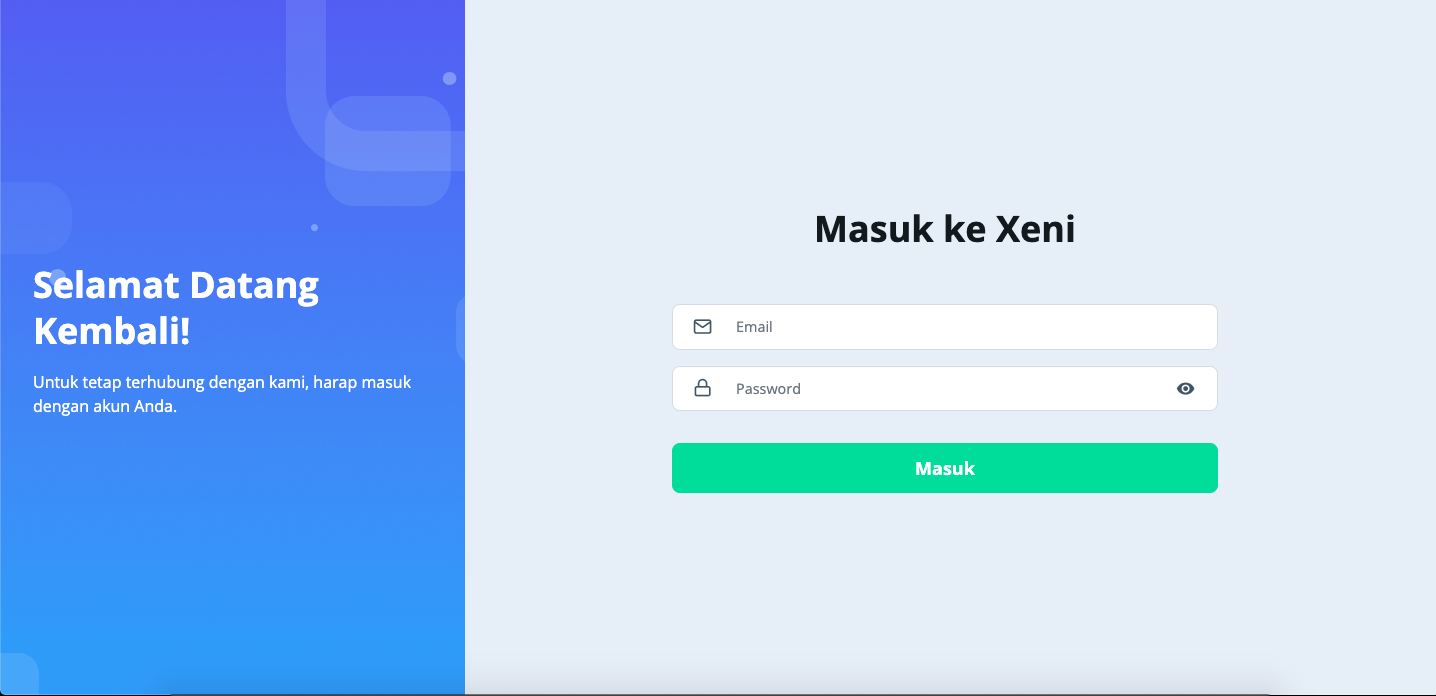 Selamat Datang
Kembali!
Untuk tetap terhubung dengan kami, harap masuk
dengan akun Anda.
Masuk ke Xeni
Email
Password
Masuk